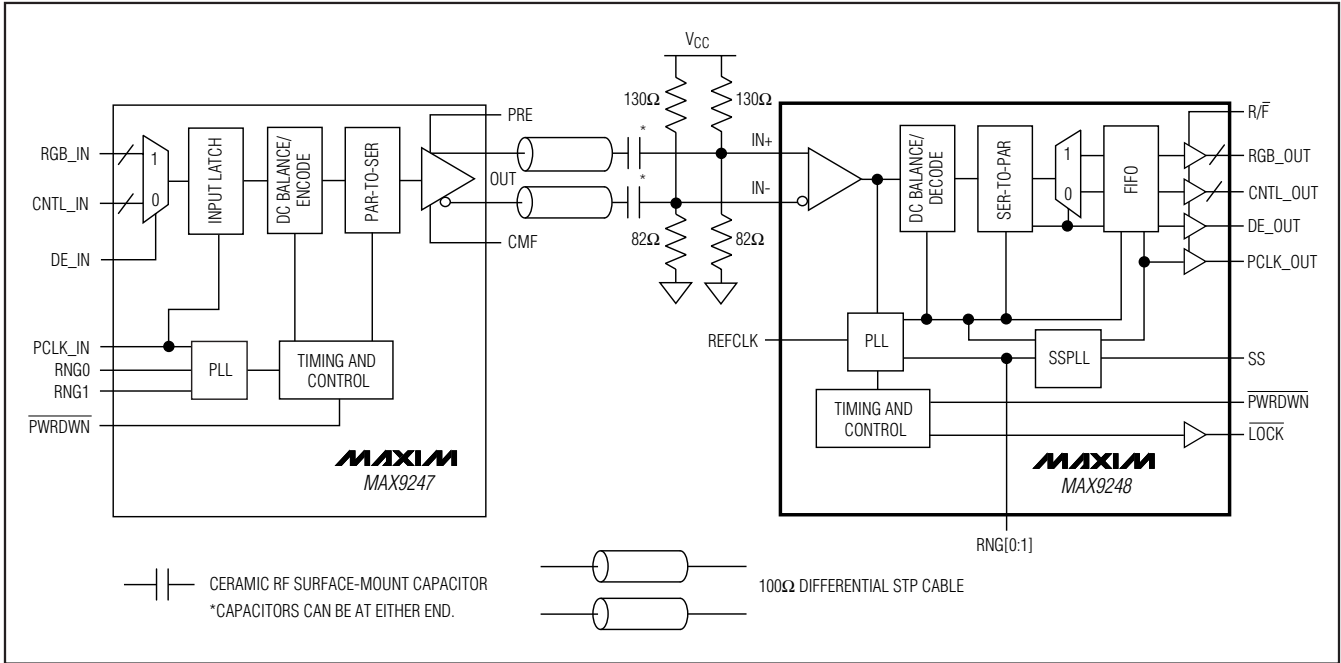 VCC
130Ω
130Ω
PRE
*
*
OUT
CMF
82Ω
82Ω
RGB_IN
CNTL_IN
DE_IN
PCLK_IN
RNG0
RNG1
PWRDWN
1
0
INPUT LATCH
DC BALANCE/
ENCODE
PAR-TO-SER
PLL
TIMING AND
CONTROL
MAXIM
MAX9247
IN+
IN-
REFCLK
DC BALANCE/
DECODE
SER-TO-PAR
1
0
FIFO
PLL
SSPLL
TIMING AND
CONTROL
R/F
RGB_OUT
CNTL_OUT
DE_OUT
PCLK_OUT
SS
PWRDWN
LOCK
MAXIM
MAX9248
RNG[0:1]
CERAMIC RF SURFACE-MOUNT CAPACITOR
*CAPACITORS CAN BE AT EITHER END.
100Ω DIFFERENTIAL STP CABLE